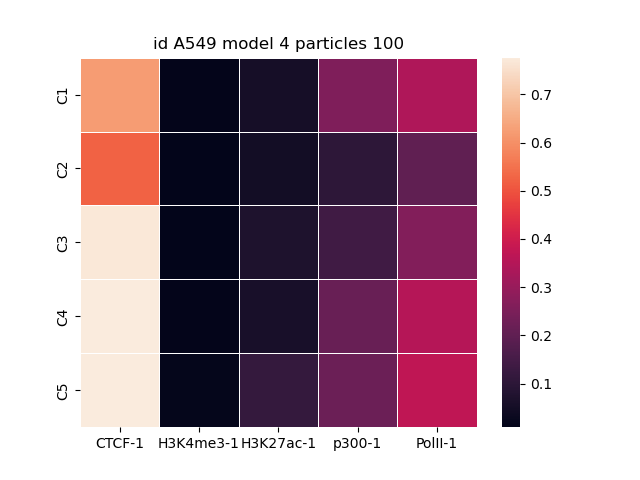 id A549 model 4 particles 100
C1
C2
C3
C4
C5
CTCF-1 H3K4me3-1 H3K27ac-1 p300-1 PolII-1
0.7
0.6
0.5
0.4
0.3
0.2
0.1